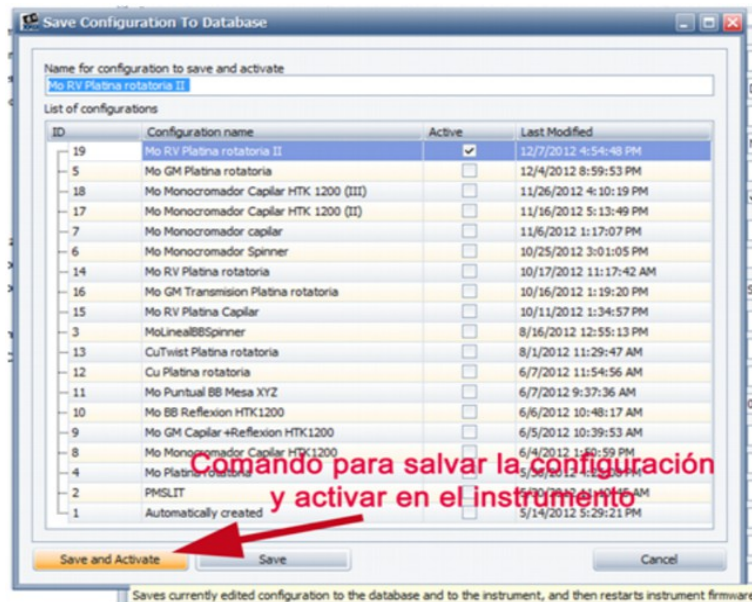 Save Configuration To Database
Name for configuration to save and activate
Mo RV Platina rotatoria II
List of configurations
ID Configuration name Active Last Modified
19 Mo RV Platina rotatoria II 12/7/2012 4:54:48 PM
5 Mo GM Platina rotatoria 12/4/2012 8:59:53 PM
18 Mo Monocromador Capilar HTK 1200 (III) 11/26/2012 4:10:19 PM
17 Mo Monocromador Capilar HTK 1200 (II) 11/16/2012 5:13:49 PM
7 Mo Monocromador capilar 11/6/2012 1:17:07 PM
6 Mo Monocromador Spinner 10/25/2012 3:01:05 PM
14 Mo RV Platina rotatoria 10/17/2012 11:17:42 AM
16 Mo GM Transmision Platina rotatoria 10/16/2012 1:19:20 PM
15 Mo RV Platina Capilar 10/11/2012 1:34:57 PM
3 MoLinealBBSpinner 8/16/2012 12:55:13 PM
13 CuTwist Platina rotatoria 8/1/2012 11:29:47 AM
12 Cu Platina rotatoria 6/7/2012 11:54:56 AM
11 Mo Puntual BB Mesa XYZ 6/7/2012 9:37:36 AM
10 Mo BB Reflexion HTK1200 6/6/2012 10:48:17 AM
9 Mo GM Capilar +Reflexion HTK1200 6/5/2012 10:39:53 AM
8 Mo Monocromador Capilar HTK1200 6/4/2012 PM
4 Mo Platina rotatoria
2 PMSLIT AM
1 Automatically created 5/14/2012 5:29:21 PM
Comando para salvar la configuración
y activar en el instrumento
Save and Activate Save Cancel
Saves currently edited configuration to the database and to the instrument, and then restarts instrument firmware